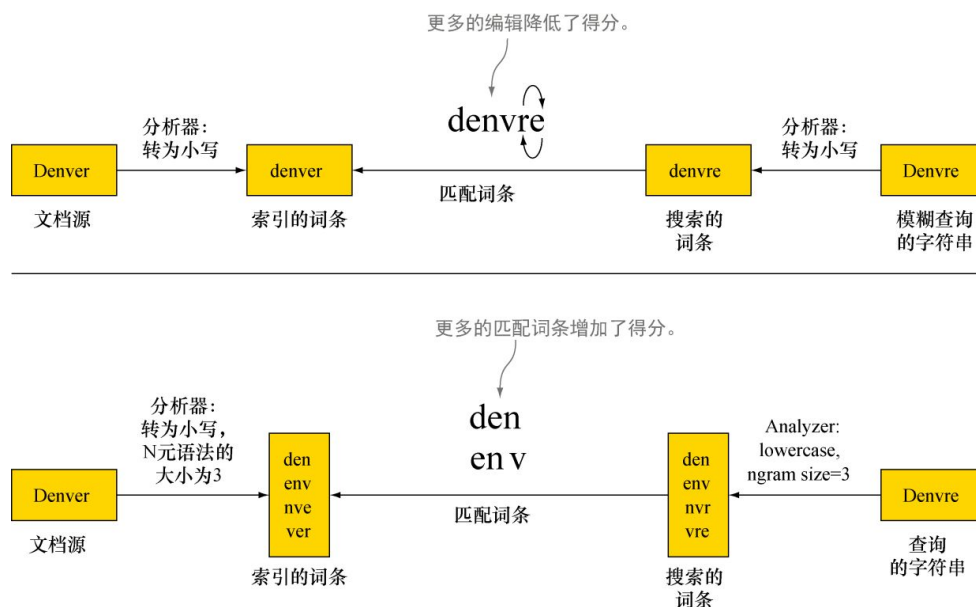 更多的编辑降低了得分。
denvre
分析器：
转为小写
分析器：
转为小写
Denver
denver
denvre
Denvre
匹配词条
文档源
索引的词条
搜索的
词条
模糊查询
的字符串
更多的匹配词条增加了得分。
den
env
分析器：
转为小写，
N元语法的
大小为3
Analyzer:
lowercase,
ngram size=3
Denver
den
env
nve
ver
den
env
nvr
vre
Denvre
匹配词条
文档源
索引的词条
搜索的
词条
查询
的字符串